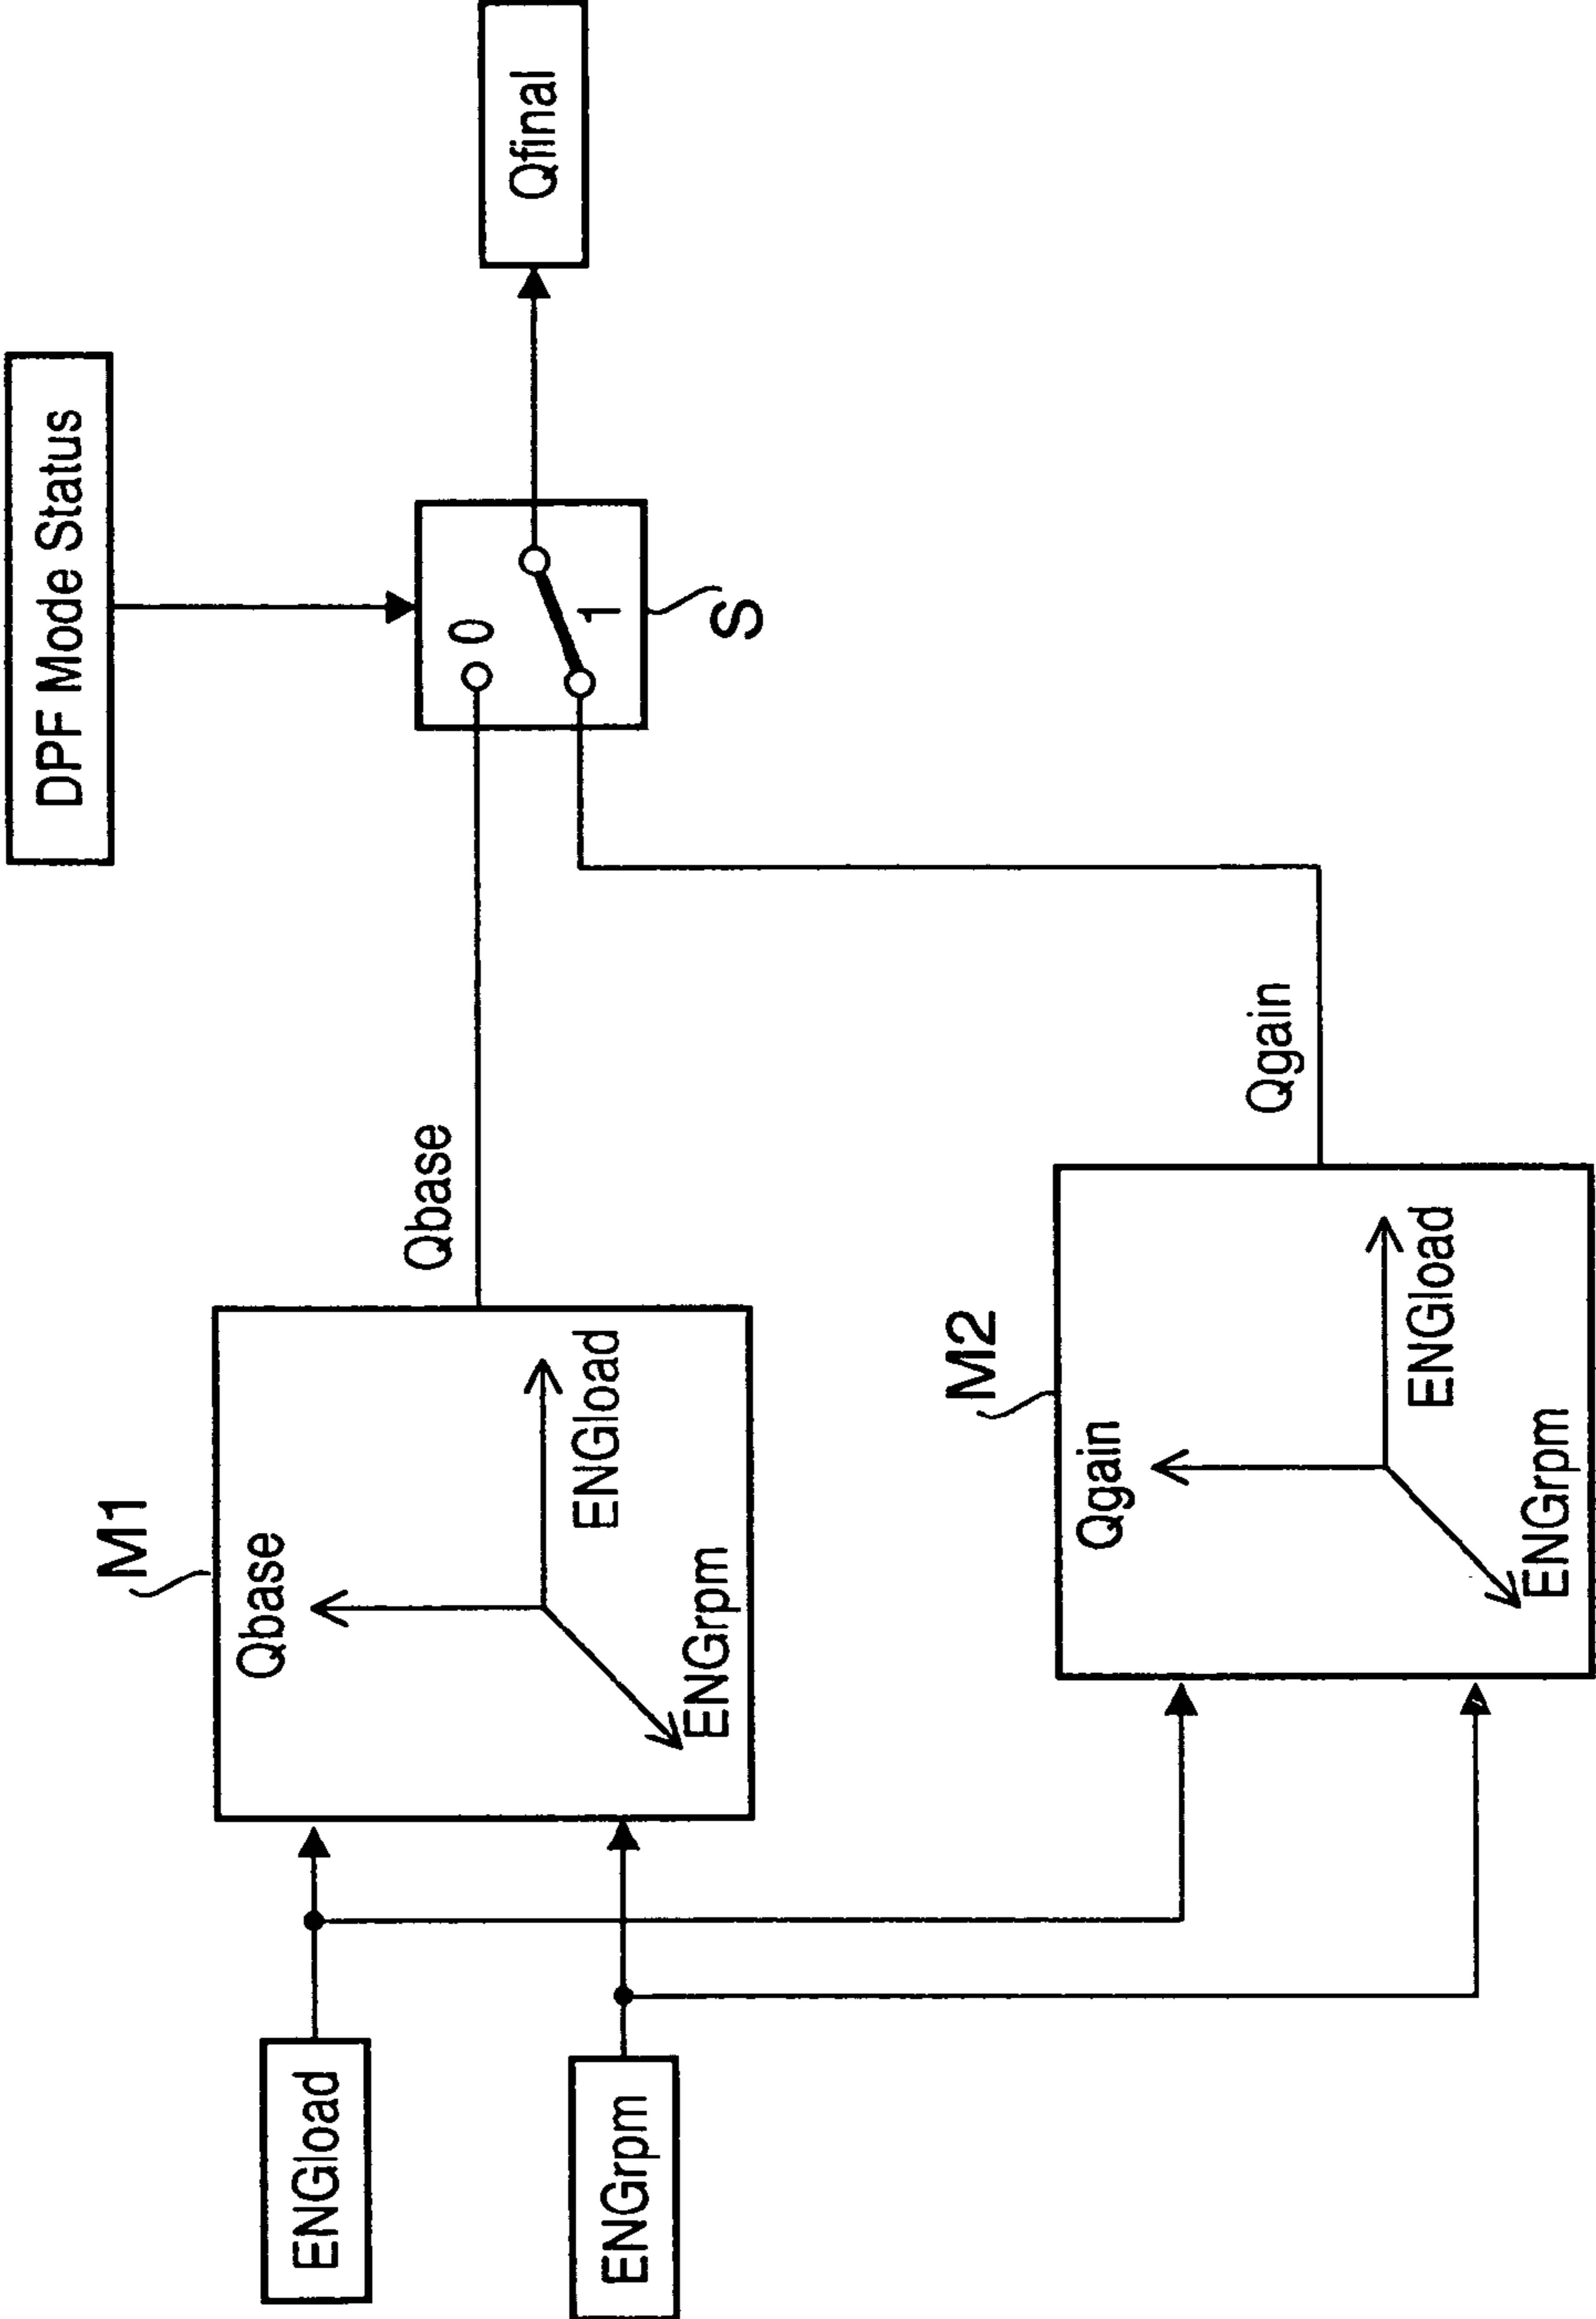 DPF Mode Status
ENGload
ENGrpm
M1
Qbase
ENGload
ENGrpm
Qbase
0
1
S
Qfinal
M2
Qgain
ENGload
ENGrpm
Qgain